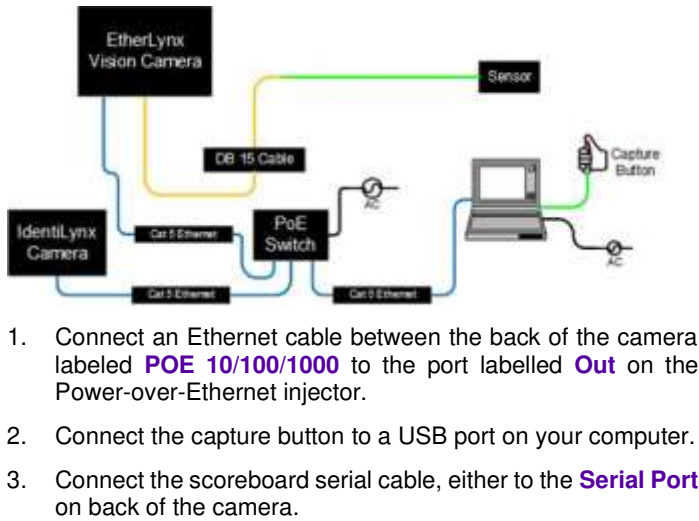 EtherLynx
Vision Camera
Sensor
DB 15 Cable
Capture
Button
AC
IdentiLynx
Camera
Cat 5 Ethernet
PoE
Switch
AC
Cat 5 Ethernet
Cat 5 Ethernet
1. Connect an Ethernet cable between the back of the camera
labeled POE 10/100/1000 to the port labelled Out on the
Power-over-Ethernet injector.
2. Connect the capture button to a USB port on your computer.
3. Connect the scoreboard serial cable, either to the Serial Port
on back of the camera.